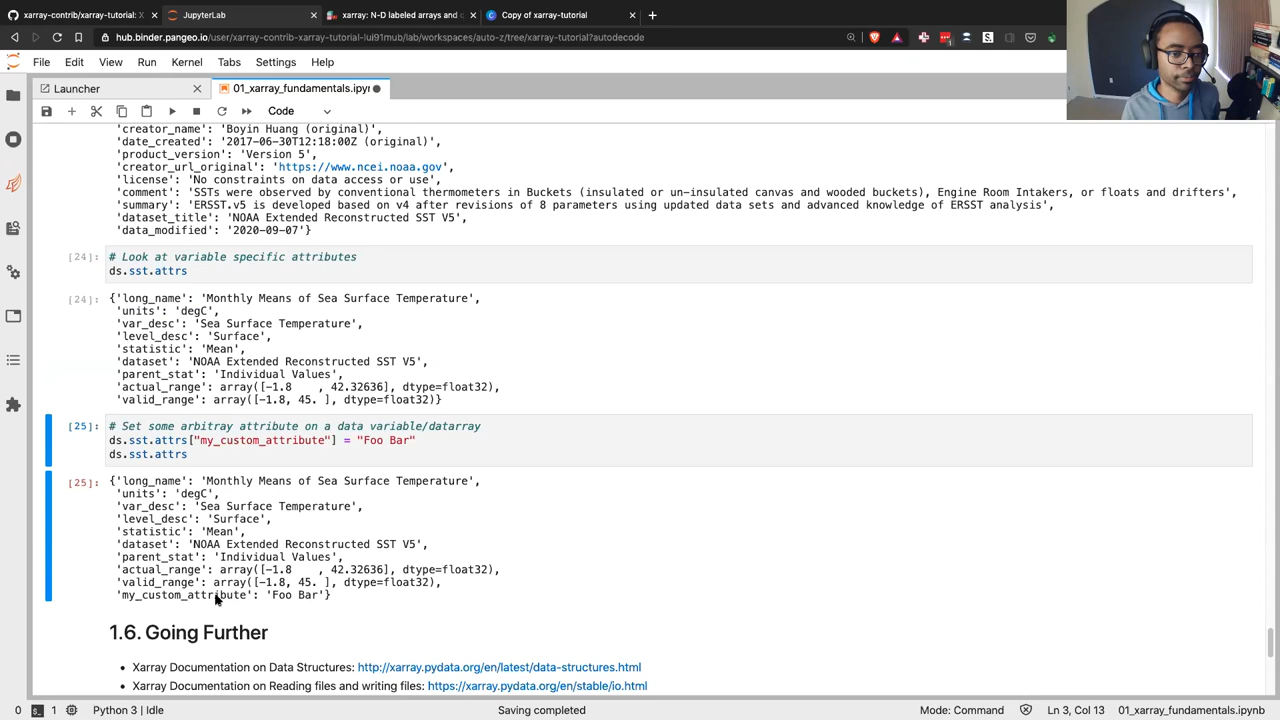 xarray-contrib/xarray-tutorial: X
JupyterLab
xarray: N-D labeled arrays and
Copy of xarray-tutorial
hub.binder.pangeo.io/user/xarray-contrib-xarray-tutorial-lui91mub/lab/workspaces/auto-z/tree/xarray-tutorial?autodecode
File Edit View Run Kernel Tabs Settings Help
Launcher
01_xarray_fundamentals.ipyn
Code
'creator_name': 'Boyin Huang (original)',
'date_created': '2017-06-30T12:18:00Z (original)',
'product_version': 'Version 5',
'creator_url_original': 'https://www.ncei.noaa.gov',
'license': 'No constraints on data access or use',
'comment': 'SSTs were observed by conventional thermometers in Buckets (insulated or un-insulated canvas and wooded buckets), Engine Room Intakers, or floats and drifters',
'summary': 'ERSST.v5 is developed based on v4 after revisions of 8 parameters using updated data sets and advanced knowledge of ERSST analysis',
'dataset_title': 'NOAA Extended Reconstructed SST V5',
'data_modified': '2020-09-07'}
[24]: # Look at variable specific attributes
ds.sst.attrs
[24]: {'long_name': 'Monthly Means of Sea Surface Temperature',
'units': 'degC',
'var_desc': 'Sea Surface Temperature',
'level_desc': 'Surface',
'statistic': 'Mean',
'dataset': 'NOAA Extended Reconstructed SST V5',
'parent_stat': 'Individual Values',
'actual_range': array([-1.8    , 42.32636], dtype=float32),
'valid_range': array([-1.8, 45. ], dtype=float32)}
[25]: # Set some arbitray attribute on a data variable/datarray
ds.sst.attrs["my_custom_attribute"] = "Foo Bar"
ds.sst.attrs
[25]: {'long_name': 'Monthly Means of Sea Surface Temperature',
'units': 'degC',
'var_desc': 'Sea Surface Temperature',
'level_desc': 'Surface',
'statistic': 'Mean',
'dataset': 'NOAA Extended Reconstructed SST V5',
'parent_stat': 'Individual Values',
'actual_range': array([-1.8    , 42.32636], dtype=float32),
'valid_range': array([-1.8, 45. ], dtype=float32),
'my_custom_attribute': 'Foo Bar'}
1.6. Going Further
• Xarray Documentation on Data Structures: http://xarray.pydata.org/en/latest/data-structures.html
• Xarray Documentation on Reading files and writing files: https://xarray.pydata.org/en/stable/io.html
0 1 Python 3 | Idle Saving completed Mode: Command Ln 3, Col 13 01_xarray_fundamentals.ipynb